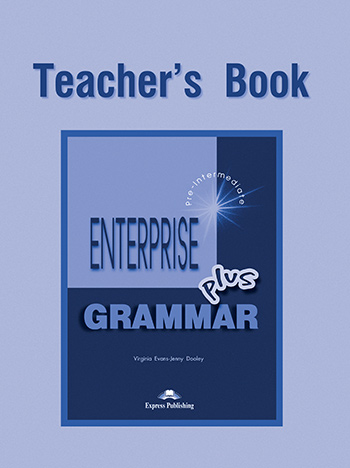 Teacher's Book
Pre-Intermediate
ENTERPRISE
plus
GRAMMAR
Virginia Evans-Jenny Dooley
Express Publishing